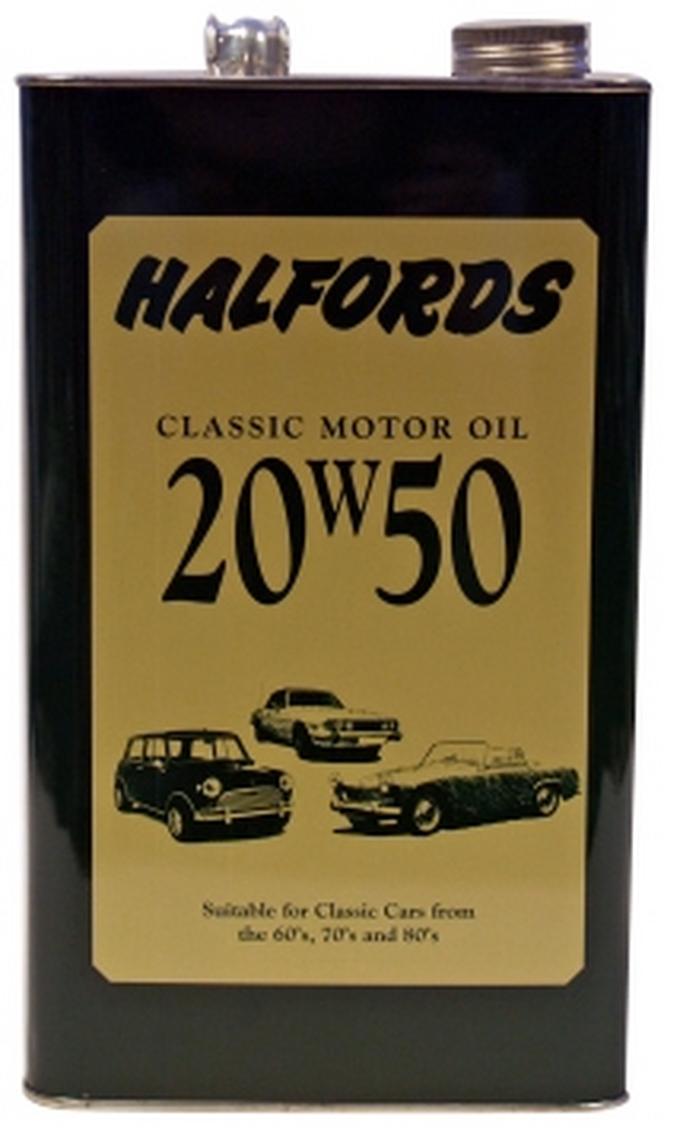 HALFORDS
CLASSIC MOTOR OIL
20W50
Suitable for Classic Cars from
the 60's, 70's and 80's